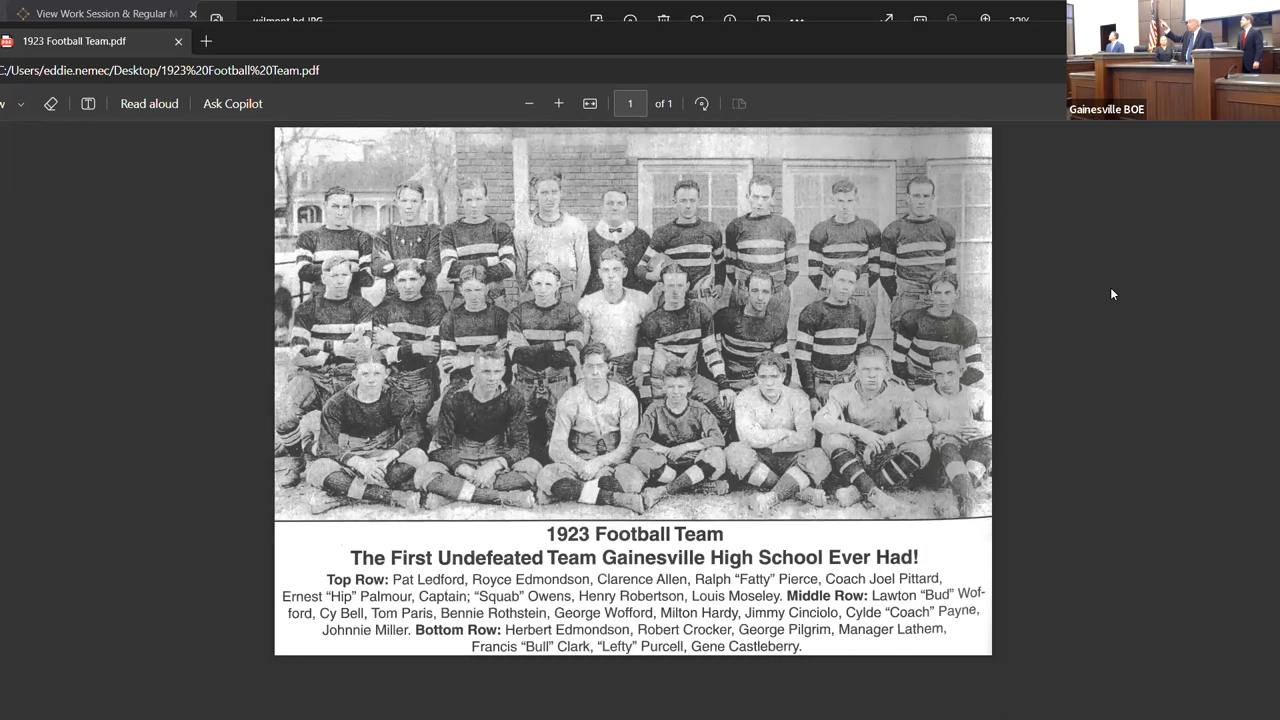 View Work Session & Regular M
wilmont bd.JPG
32%
1923 Football Team.pdf
C:/Users/eddie.nemec/Desktop/1923%20Football%20Team.pdf
Read aloud
Ask Copilot
1
of 1
Gainesville BOE
1923 Football Team
The First Undefeated Team Gainesville High School Ever Had!
Top Row: Pat Ledford, Royce Edmondson, Clarence Allen, Ralph “Fatty” Pierce, Coach Joel Pittard,
Ernest “Hip” Palmour, Captain; “Squab” Owens, Henry Robertson, Louis Moseley. Middle Row: Lawton “Bud” Wof-
ford, Cy Bell, Tom Paris, Bennie Rothstein, George Wofford, Milton Hardy, Jimmy Cinciolo, Cylde “Coach” Payne,
Johnnie Miller. Bottom Row: Herbert Edmondson, Robert Crocker, George Pilgrim, Manager Lathem,
Francis “Bull” Clark, “Lefty” Purcell, Gene Castleberry.